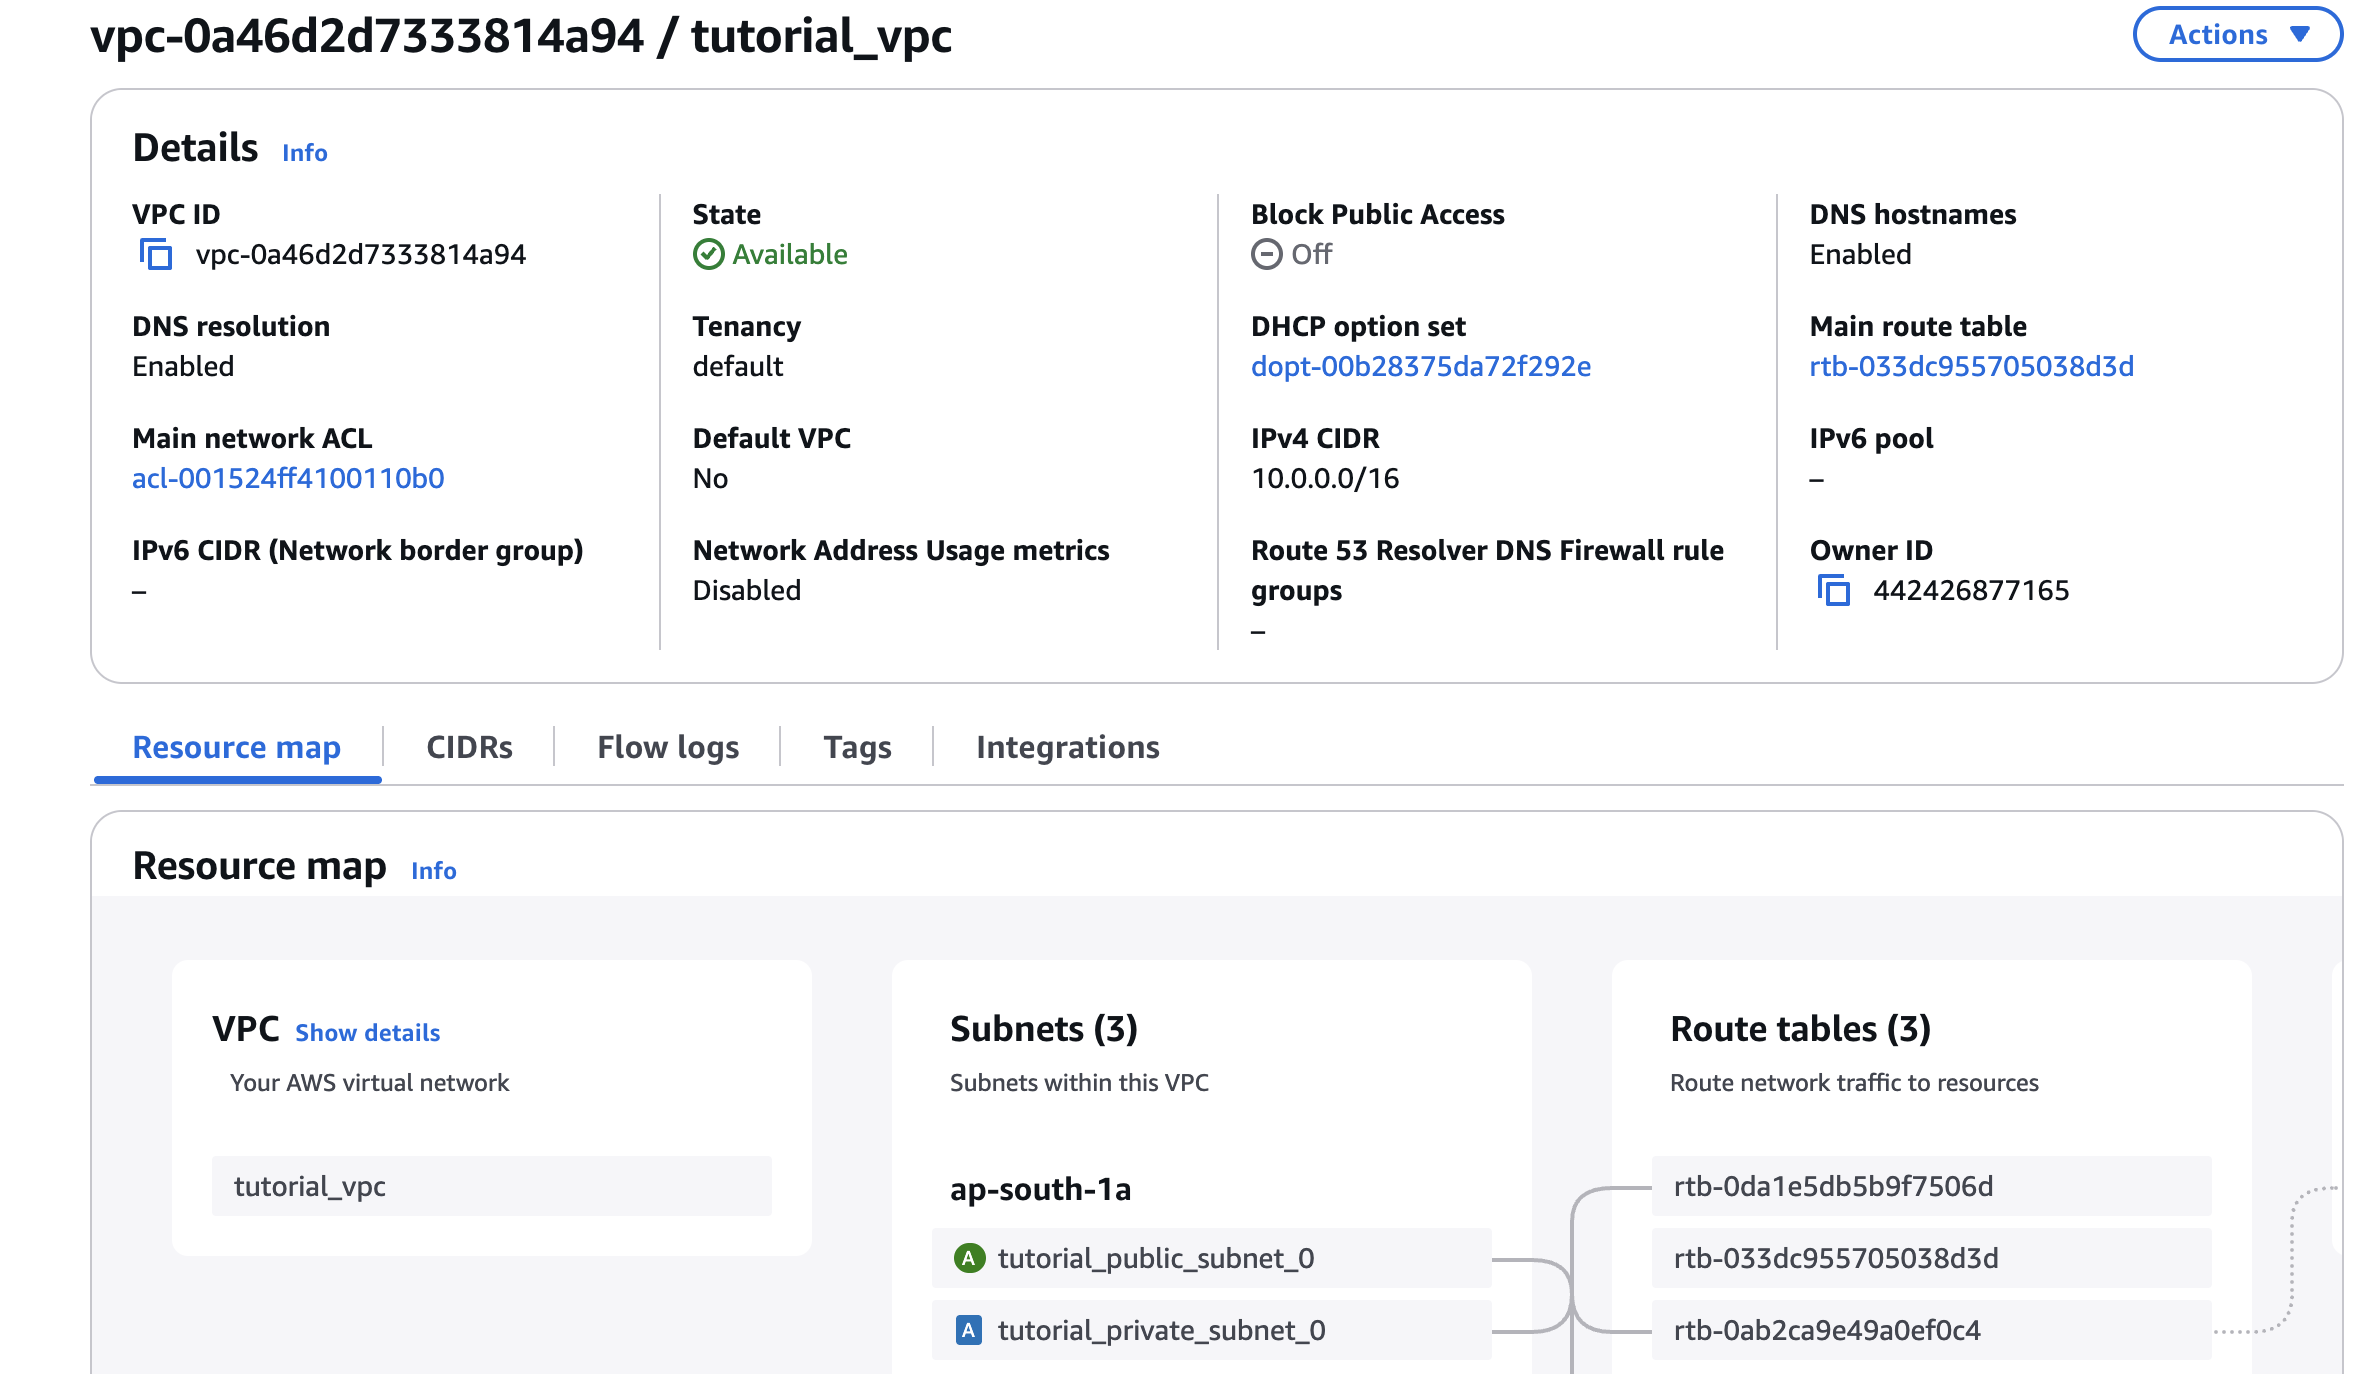 vpc-0a46d2d7333814a94 / tutorial_vpc
Actions
Details Info
VPC ID
vpc-0a46d2d7333814a94
State
Available
Block Public Access
Off
DNS hostnames
Enabled
DNS resolution
Enabled
Tenancy
default
DHCP option set
dopt-00b28375da72f292e
Main route table
rtb-033dc955705038d3d
Main network ACL
acl-001524ff4100110b0
Default VPC
No
IPv4 CIDR
10.0.0.0/16
IPv6 pool
–
IPv6 CIDR (Network border group)
–
Network Address Usage metrics
Disabled
Route 53 Resolver DNS Firewall rule
groups
–
Owner ID
442426877165
Resource map
CIDRs
Flow logs
Tags
Integrations
Resource map Info
VPC Show details
Your AWS virtual network
tutorial_vpc
Subnets (3)
Subnets within this VPC
ap-south-1a
A tutorial_public_subnet_0
A tutorial_private_subnet_0
Route tables (3)
Route network traffic to resources
rtb-0da1e5db5b9f7506d
rtb-033dc955705038d3d
rtb-0ab2ca9e49a0ef0c4